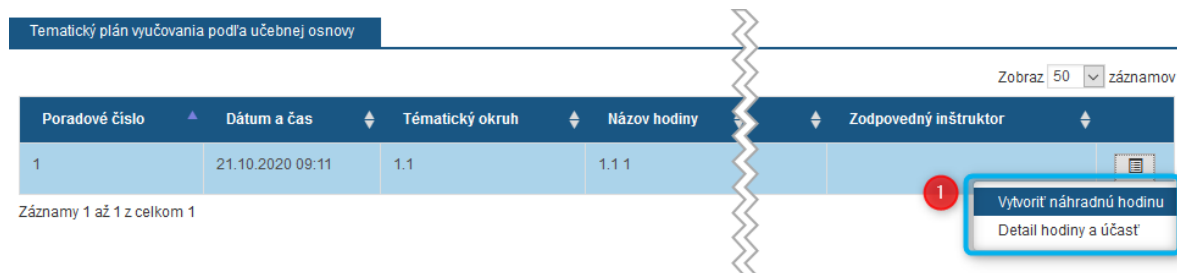 Tematický plán vyučovania podľa učebnej osnovy
Zobraz 50 záznamov
Poradové číslo Dátum a čas Tématický okruh Názov hodiny Zodpovedný inštruktor
1 21.10.2020 09:11 1.1 1.1 1
1 Vytvoriť náhradnú hodinu
Záznamy 1 až 1 z celkom 1
Detail hodiny a účasť